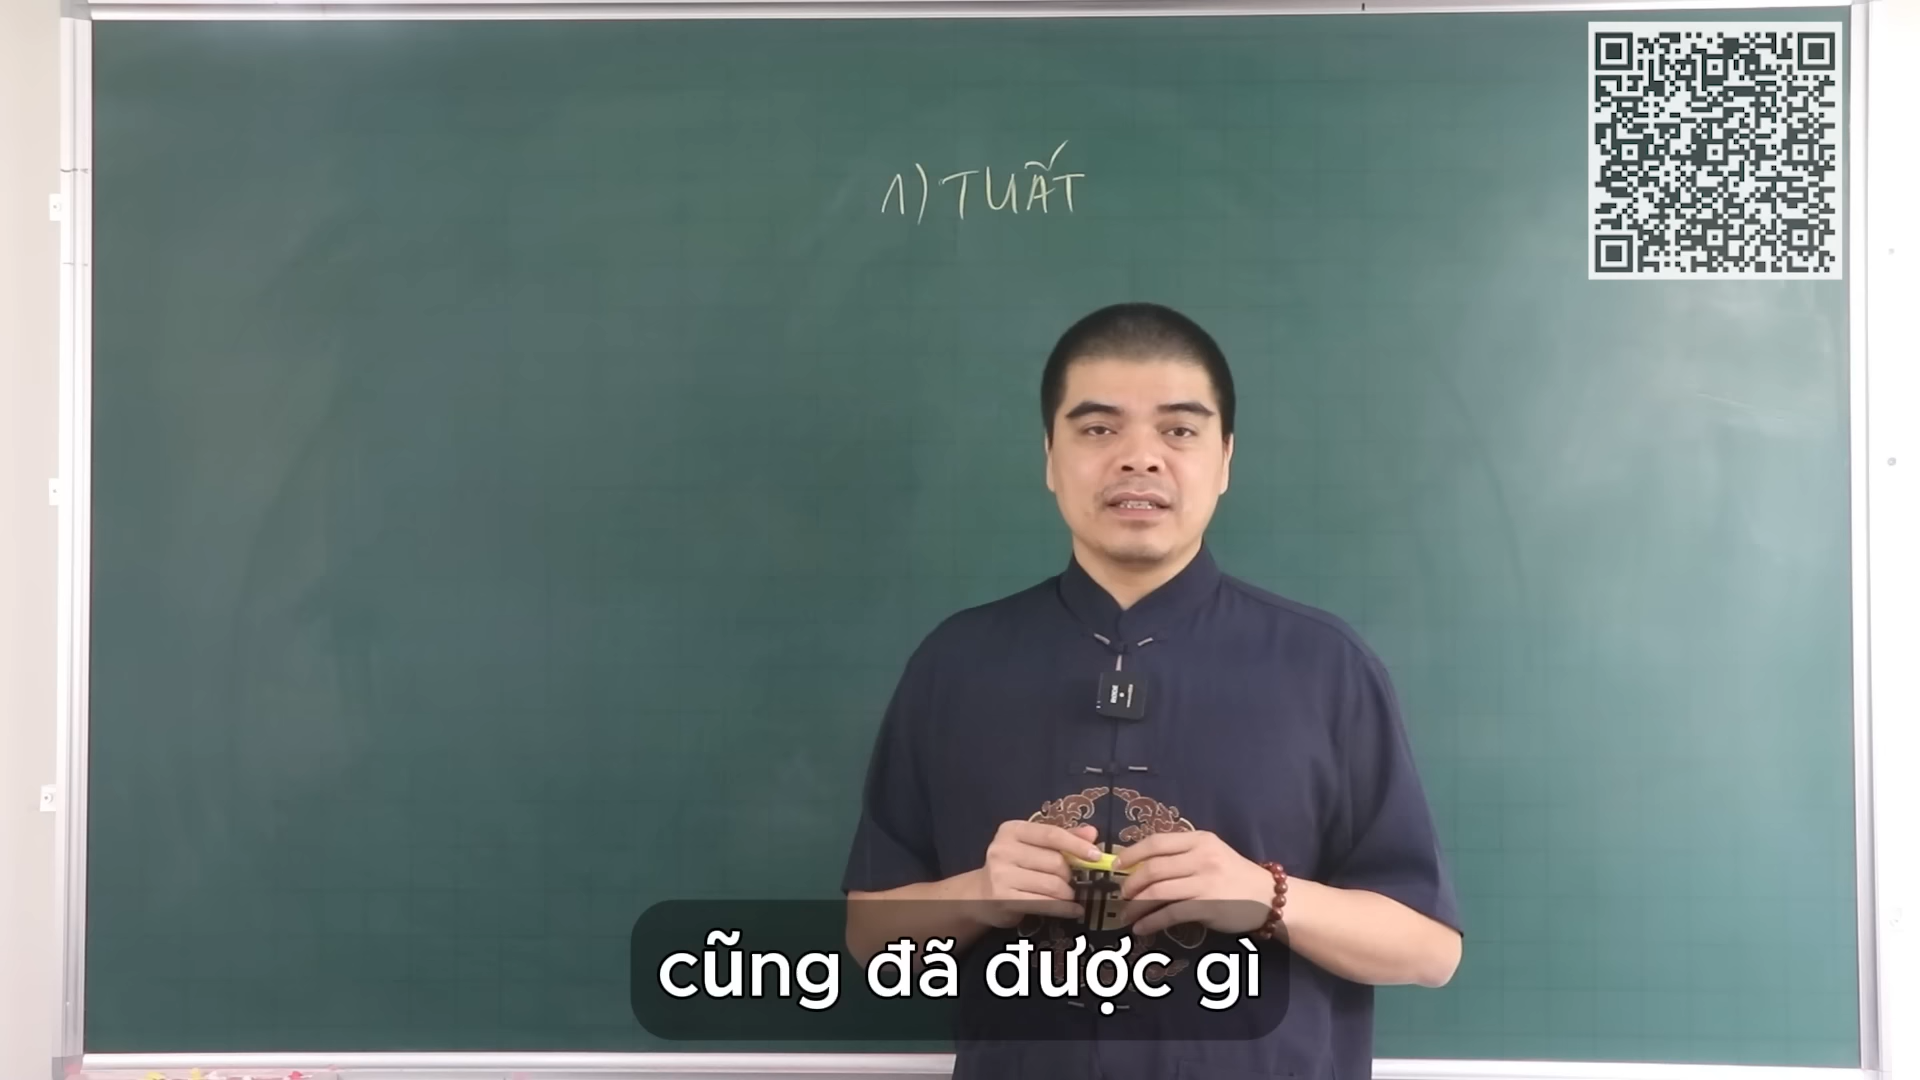 1) TUẤT
cũng đã được gì